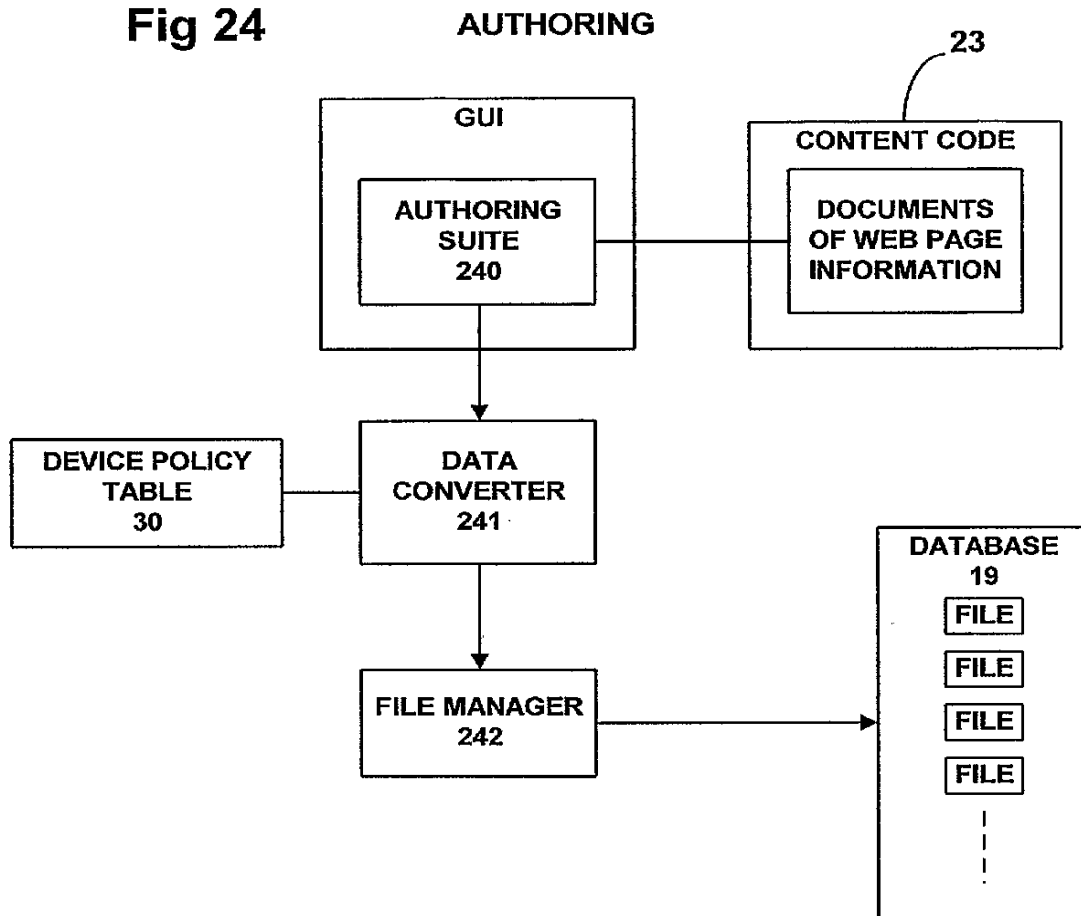 Fig 24
AUTHORING
23
GUI
CONTENT CODE
AUTHORING
SUITE
240
DOCUMENTS
OF WEB PAGE
INFORMATION
DEVICE POLICY
TABLE
30
DATA
CONVERTER
241
DATABASE
19
FILE
FILE
FILE
FILE
FILE MANAGER
242